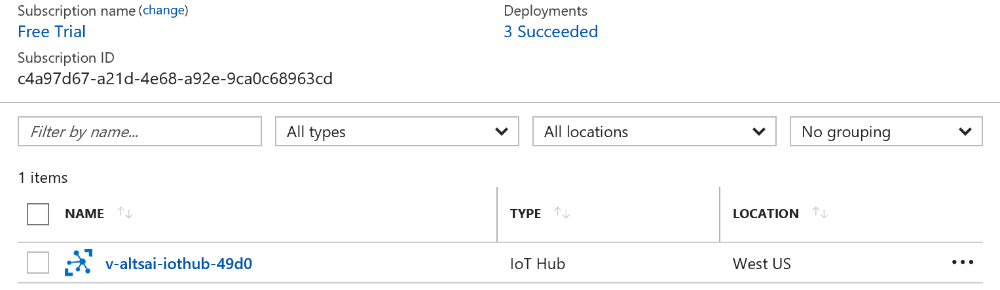 Subscription name (change)
Deployments
Free Trial
3 Succeeded
Subscription ID
c4a97d67-a21d-4e68-a92e-9ca0c68963cd
Filter by name...
All types
All locations
No grouping
1 items
NAME
TYPE
LOCATION
v-altsai-iothub-49d0
IoT Hub
West US